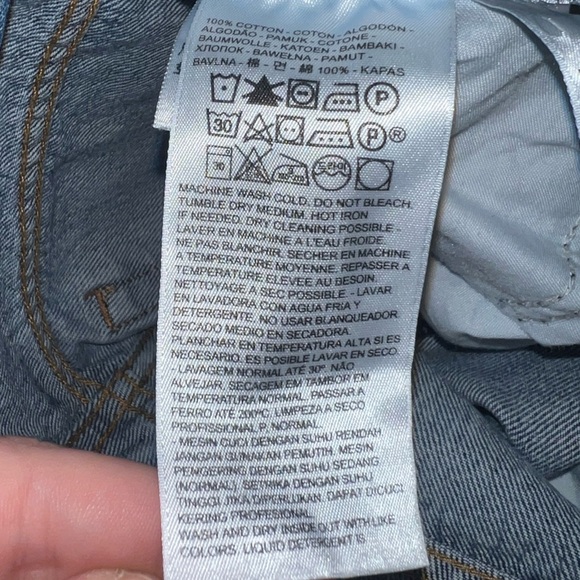 100% COTTON - COTON - ALGODÓN -
ALGODÃO - PAMUK - COTONE -
BAUMWOLLE - KATOEN - BAMBAKI -
ХЛОПОК - BAWEŁNA - PAMUT -
BAVLNA - 棉 - 면 - 綿 100% - KAPAS
P
30 P ®
30
MACHINE WASH COLD. DO NOT BLEACH.
TUMBLE DRY MEDIUM. HOT IRON
IF NEEDED. DRY CLEANING POSSIBLE -
LAVER EN MACHINE A L'EAU FROIDE.
NE PAS BLANCHIR. SECHER EN MACHINE
A TEMPERATURE MOYENNE. REPASSER A
TEMPERATURE ELEVEE AU BESOIN.
NETTOYAGE A SEC POSSIBLE - LAVAR
EN LAVADORA CON AGUA FRIA Y
DETERGENTE. NO USAR BLANQUEADOR.
SECADO MEDIO EN SECADORA.
PLANCHAR EN TEMPERATURA ALTA SI ES
NECESARIO. ES POSIBLE LAVAR EN SECO.
LAVAGEM NORMAL ATÉ 30º. NÃO
ALVEJAR. SECAGEM EM TAMBOR EM
TEMPERATURA NORMAL. PASSAR A
FERRO ATÉ 200ºC. LIMPEZA A SECO
PROFISSIONAL P, NORMAL.
MESIN CUCI DENGAN SUHU RENDAH.
JANGAN GUNAKAN PEMUTIH. MESIN
PENGERING DENGAN SUHU SEDANG
(NORMAL). SETRIKA DENGAN SUHU
TINGGI JIKA DIPERLUKAN. DAPAT DICUCI
KERING PROFESIONAL.
WASH AND DRY INSIDE OUT WITH LIKE
COLORS. LIQUID DETERGENT IS